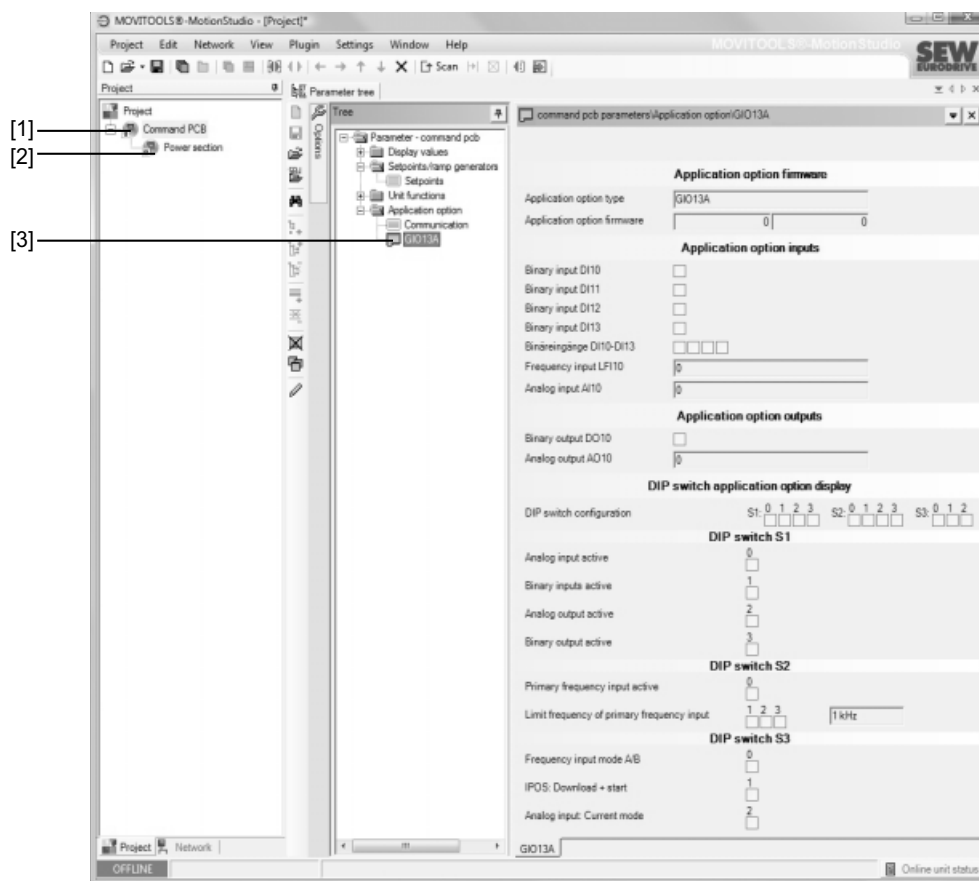 MOVITOOLS®-MotionStudio - [Project]*
Project Edit Network View Plugin Settings Window Help
MOVITOOLS®-MotionStudio
SEW
EURODRIVE
Scan
Project
Parameter tree
[1]
[2]
[3]
Project
Command PCB
Power section
Options
Tree
Parameter - command pcb
Display values
Setpoints/ramp generators
Setpoints
Unit functions
Application option
Communication
GIO13A
command pcb parameters\Application option\GIO13A
Application option firmware
Application option type GIO13A
Application option firmware 0 0
Application option inputs
Binary input DI10
Binary input DI11
Binary input DI12
Binary input DI13
Binäreingänge DI10-DI13
Frequency input LFI10 0
Analog input AI10 0
Application option outputs
Binary output DO10
Analog output AO10 0
DIP switch application option display
DIP switch configuration S1: 0 1 2 3 S2: 0 1 2 3 S3: 0 1 2
DIP switch S1
Analog input active 0
Binary inputs active 1
Analog output active 2
Binary output active 3
DIP switch S2
Primary frequency input active 0
Limit frequency of primary frequency input 1 2 3 1 kHz
DIP switch S3
Frequency input mode A/B 0
IPOS: Download + start 1
Analog input: Current mode 2
Project Network
GIO13A
OFFLINE
Online unit status